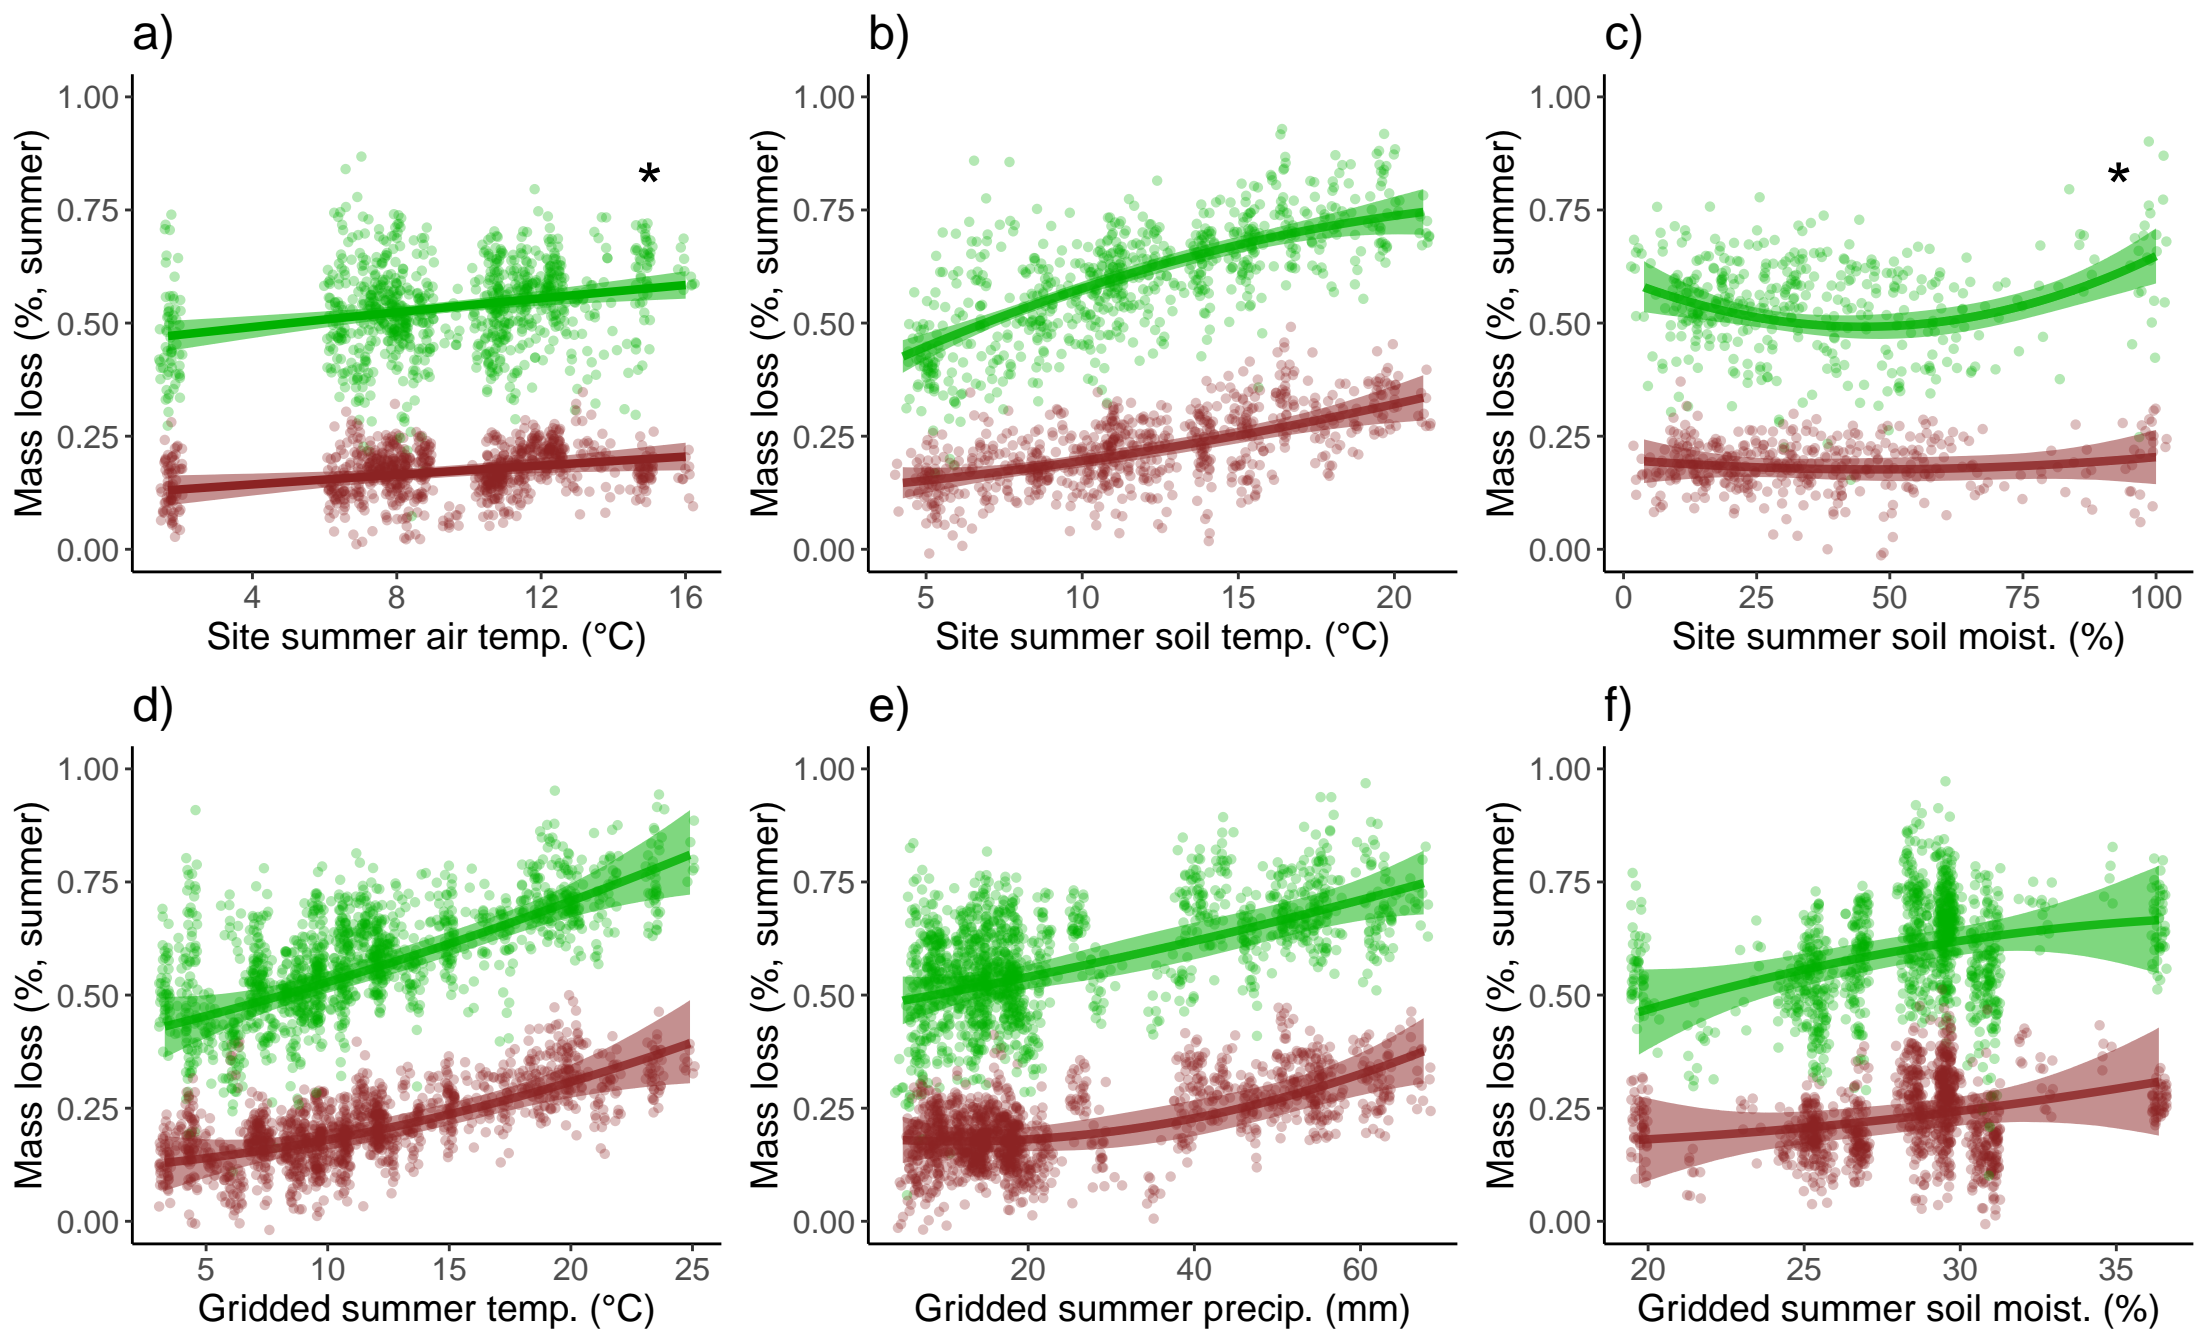 a)
1.00
0.75
0.50
0.25
0.00
Mass loss (%, summer)
4 8 12 16
Site summer air temp. (°C)
*
b)
1.00
0.75
0.50
0.25
0.00
Mass loss (%, summer)
5 10 15 20
Site summer soil temp. (°C)
c)
1.00
0.75
0.50
0.25
0.00
Mass loss (%, summer)
0 25 50 75 100
Site summer soil moist. (%)
*
d)
1.00
0.75
0.50
0.25
0.00
Mass loss (%, summer)
5 10 15 20 25
Gridded summer temp. (°C)
e)
1.00
0.75
0.50
0.25
0.00
Mass loss (%, summer)
20 40 60
Gridded summer precip. (mm)
f)
1.00
0.75
0.50
0.25
0.00
Mass loss (%, summer)
20 25 30 35
Gridded summer soil moist. (%)